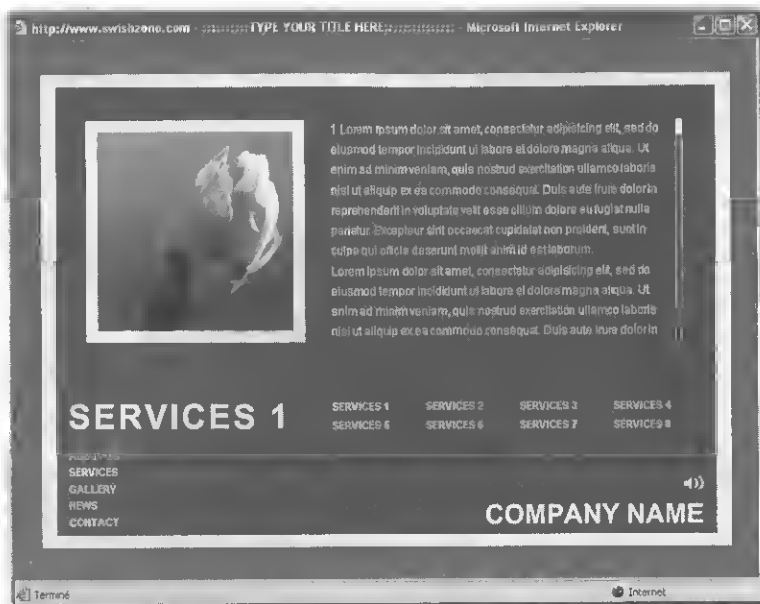 http://www.swishzone.com - TYPE YOUR TITLE HERE - Microsoft Internet Explorer
1 Lorem ipsum dolor sit amet, consectetur adipisicing elit, sed do
eiusmod tempor incididunt ut labore et dolore magna aliqua. Ut
enim ad minim veniam, quis nostrud exercitation ullamco laboris
nisi ut aliquip ex ea commodo consequat. Duis aute irure dolor in
reprehenderit in voluptate velit esse cillum dolore eu fugiat nulla
pariatur. Excepteur sint occaecat cupidatat non proident, sunt in
culpa qui officia deserunt mollit anim id est laborum.
Lorem ipsum dolor sit amet, consectetur adipisicing elit, sed do
eiusmod tempor incididunt ut labore et dolore magna aliqua. Ut
enim ad minim veniam, quis nostrud exercitation ullamco laboris
nisi ut aliquip ex ea commodo consequat. Duis aute irure dolor in
SERVICES 1
SERVICES 1 SERVICES 2 SERVICES 3 SERVICES 4
SERVICES 5 SERVICES 6 SERVICES 7 SERVICES 8
SERVICES
GALLERY
NEWS
CONTACT
COMPANY NAME
Terminé
Internet